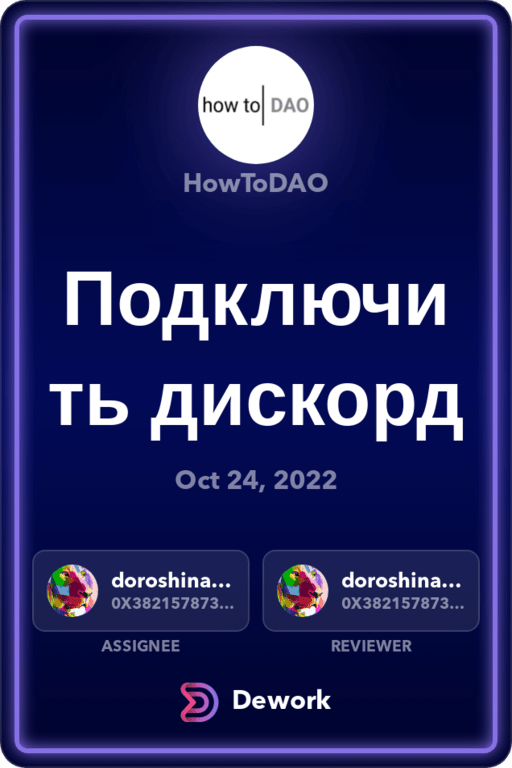 how to| DAO
HowToDAO
Подключи
ть дискорд
Oct 24, 2022
doroshina...
0X382157873...
ASSIGNEE
doroshina...
0X382157873...
REVIEWER
Dework